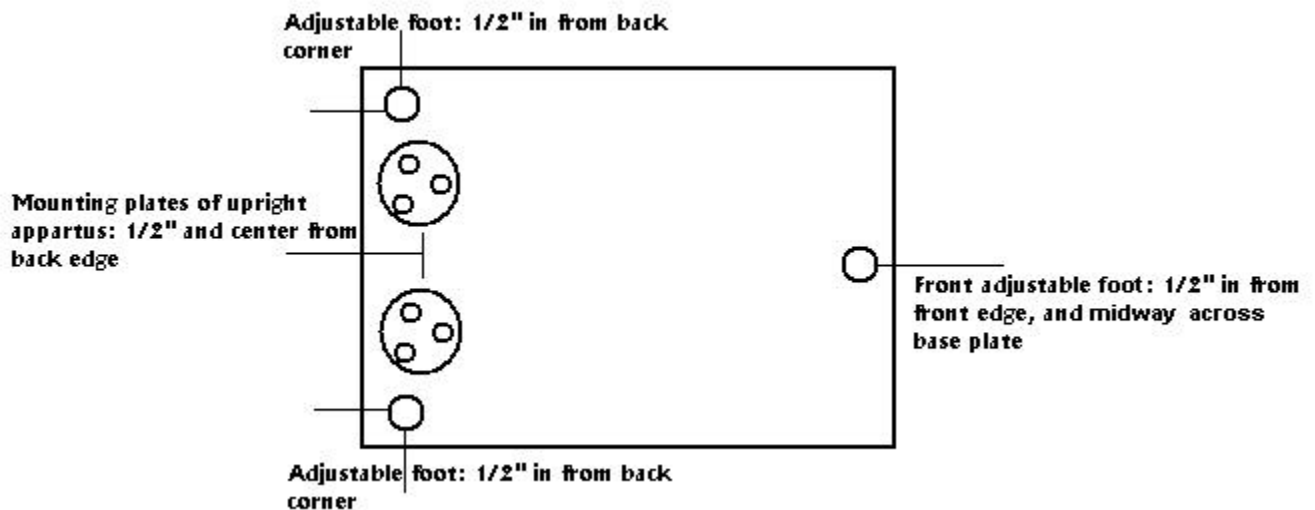 Adjustable foot: 1/2" in from back
corner
Mounting plates of upright
appartus: 1/2" and center from
back edge
Front adjustable foot: 1/2" in from
front edge, and midway across
base plate
Adjustable foot: 1/2" in from back
corner